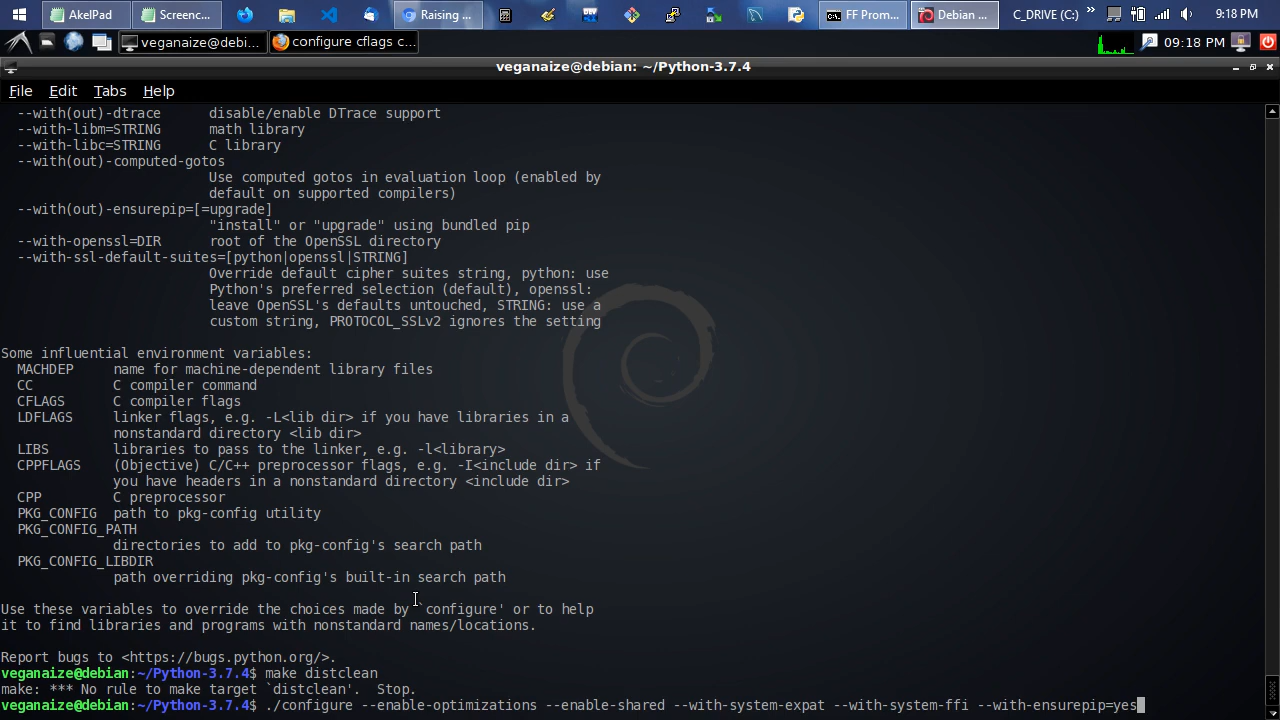 AkelPad
Screenc...
Raising ...
FF Prom...
Debian ...
C_DRIVE (C:)
9:18 PM
veganaize@debi...
configure cflags c...
09:18 PM
veganaize@debian: ~/Python-3.7.4
File Edit Tabs Help
--with(out)-dtrace disable/enable DTrace support
--with-libm=STRING math library
--with-libc=STRING C library
--with(out)-computed-gotos
Use computed gotos in evaluation loop (enabled by
default on supported compilers)
--with(out)-ensurepip=[=upgrade]
"install" or "upgrade" using bundled pip
--with-openssl=DIR root of the OpenSSL directory
--with-ssl-default-suites=[python|openssl|STRING]
Override default cipher suites string, python: use
Python's preferred selection (default), openssl:
leave OpenSSL's defaults untouched, STRING: use a
custom string, PROTOCOL_SSLv2 ignores the setting
Some influential environment variables:
MACHDEP name for machine-dependent library files
CC C compiler command
CFLAGS C compiler flags
LDFLAGS linker flags, e.g. -L<lib dir> if you have libraries in a
nonstandard directory <lib dir>
LIBS libraries to pass to the linker, e.g. -l<library>
CPPFLAGS (Objective) C/C++ preprocessor flags, e.g. -I<include dir> if
you have headers in a nonstandard directory <include dir>
CPP C preprocessor
PKG_CONFIG path to pkg-config utility
PKG_CONFIG_PATH
directories to add to pkg-config's search path
PKG_CONFIG_LIBDIR
path overriding pkg-config's built-in search path
Use these variables to override the choices made by `configure' or to help
it to find libraries and programs with nonstandard names/locations.
Report bugs to <https://bugs.python.org/>.
veganaize@debian:~/Python-3.7.4$ make distclean
make: *** No rule to make target `distclean'.  Stop.
veganaize@debian:~/Python-3.7.4$ ./configure --enable-optimizations --enable-shared --with-system-expat --with-system-ffi --with-ensurepip=yes